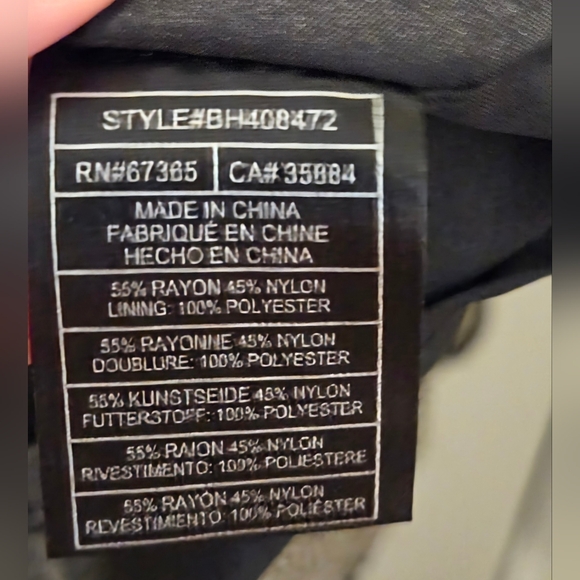 STYLE#BH408472
RN#67365 CA#35884
MADE IN CHINA
FABRIQUÉ EN CHINE
HECHO EN CHINA
55% RAYON 45% NYLON
LINING: 100% POLYESTER
55% RAYONNE 45% NYLON
DOUBLURE: 100% POLYESTER
55% KUNSTSEIDE 45% NYLON
FUTTERSTOFF: 100% POLYESTER
55% RAION 45% NYLON
RIVESTIMENTO: 100% POLIESTERE
55% RAYON 45% NYLON
REVESTIMIENTO: 100% POLIÉSTER